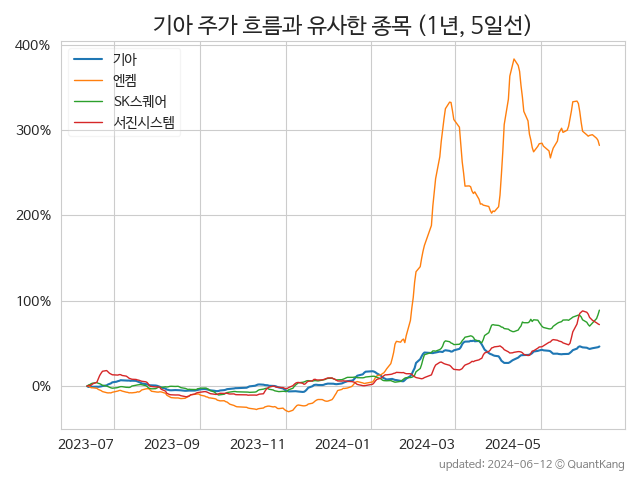 기아 주가 흐름과 유사한 종목 (1년, 5일선)
400%
300%
200%
100%
0%
기아
엔켐
SK스퀘어
서진시스템
2023-07
2023-09
2023-11
2024-01
2024-03
2024-05
updated: 2024-06-12 © QuantKang